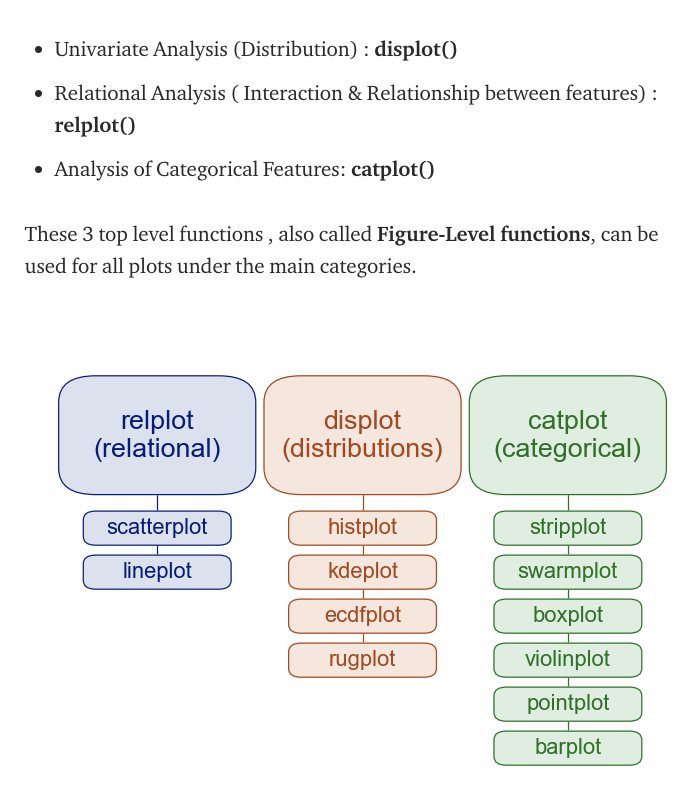 Univariate Analysis (Distribution) : displot()
Relational Analysis ( Interaction & Relationship between features) :
relplot()
Analysis of Categorical Features: catplot()
These 3 top level functions , also called Figure-Level functions, can be
used for all plots under the main categories.
relplot
(relational)
scatterplot
lineplot
displot
(distributions)
histplot
kdeplot
ecdfplot
rugplot
catplot
(categorical)
stripplot
swarmplot
boxplot
violinplot
pointplot
barplot